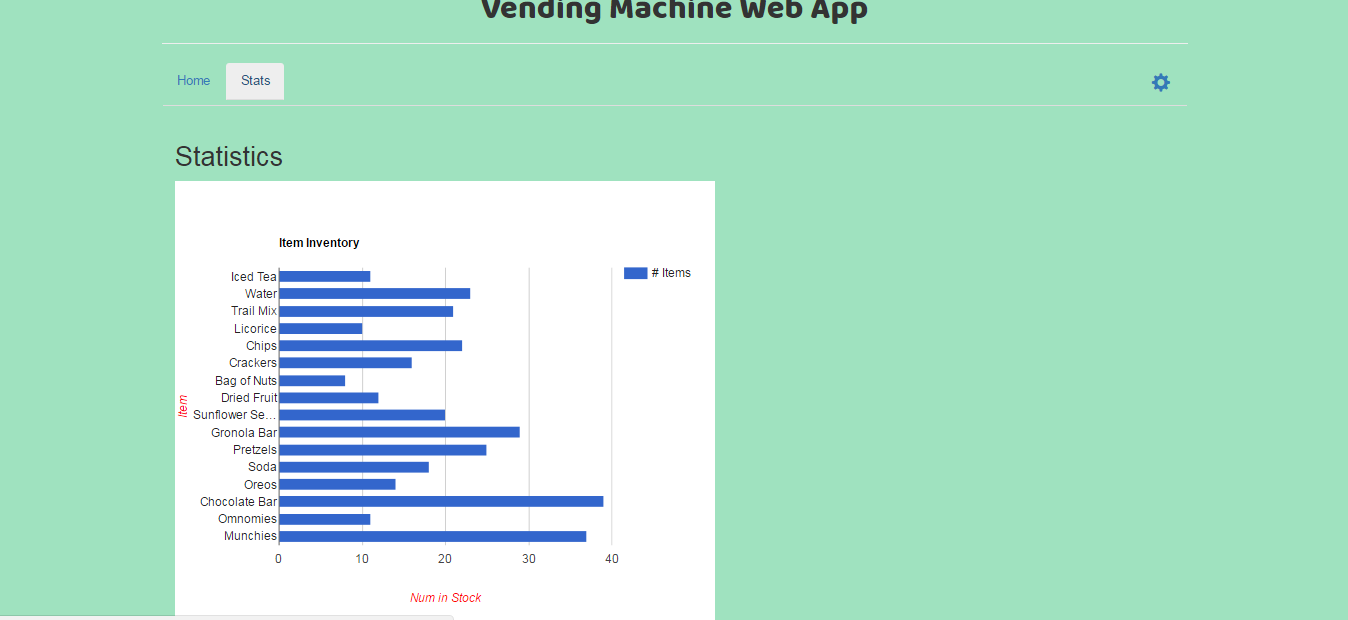 Vending Machine Web App
Home
Stats
Statistics
Item Inventory
# Items
Iced Tea
Water
Trail Mix
Licorice
Chips
Crackers
Bag of Nuts
Dried Fruit
Sunflower Se...
Gronola Bar
Pretzels
Soda
Oreos
Chocolate Bar
Omnomies
Munchies
Item
0 10 20 30 40
Num in Stock